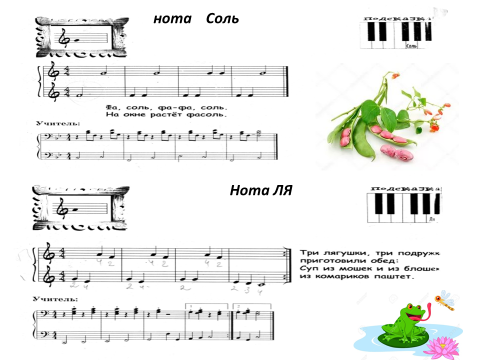 нота Соль
Подсказка:
Соль
Фа, соль, фа-фа, соль.
На окне растёт фасоль.
Учитель:
Нота ЛЯ
Подсказка
Три лягушки, три подружк
приготовили обед:
Суп из мошек и из блоше
из комариков паштет.
Учитель: